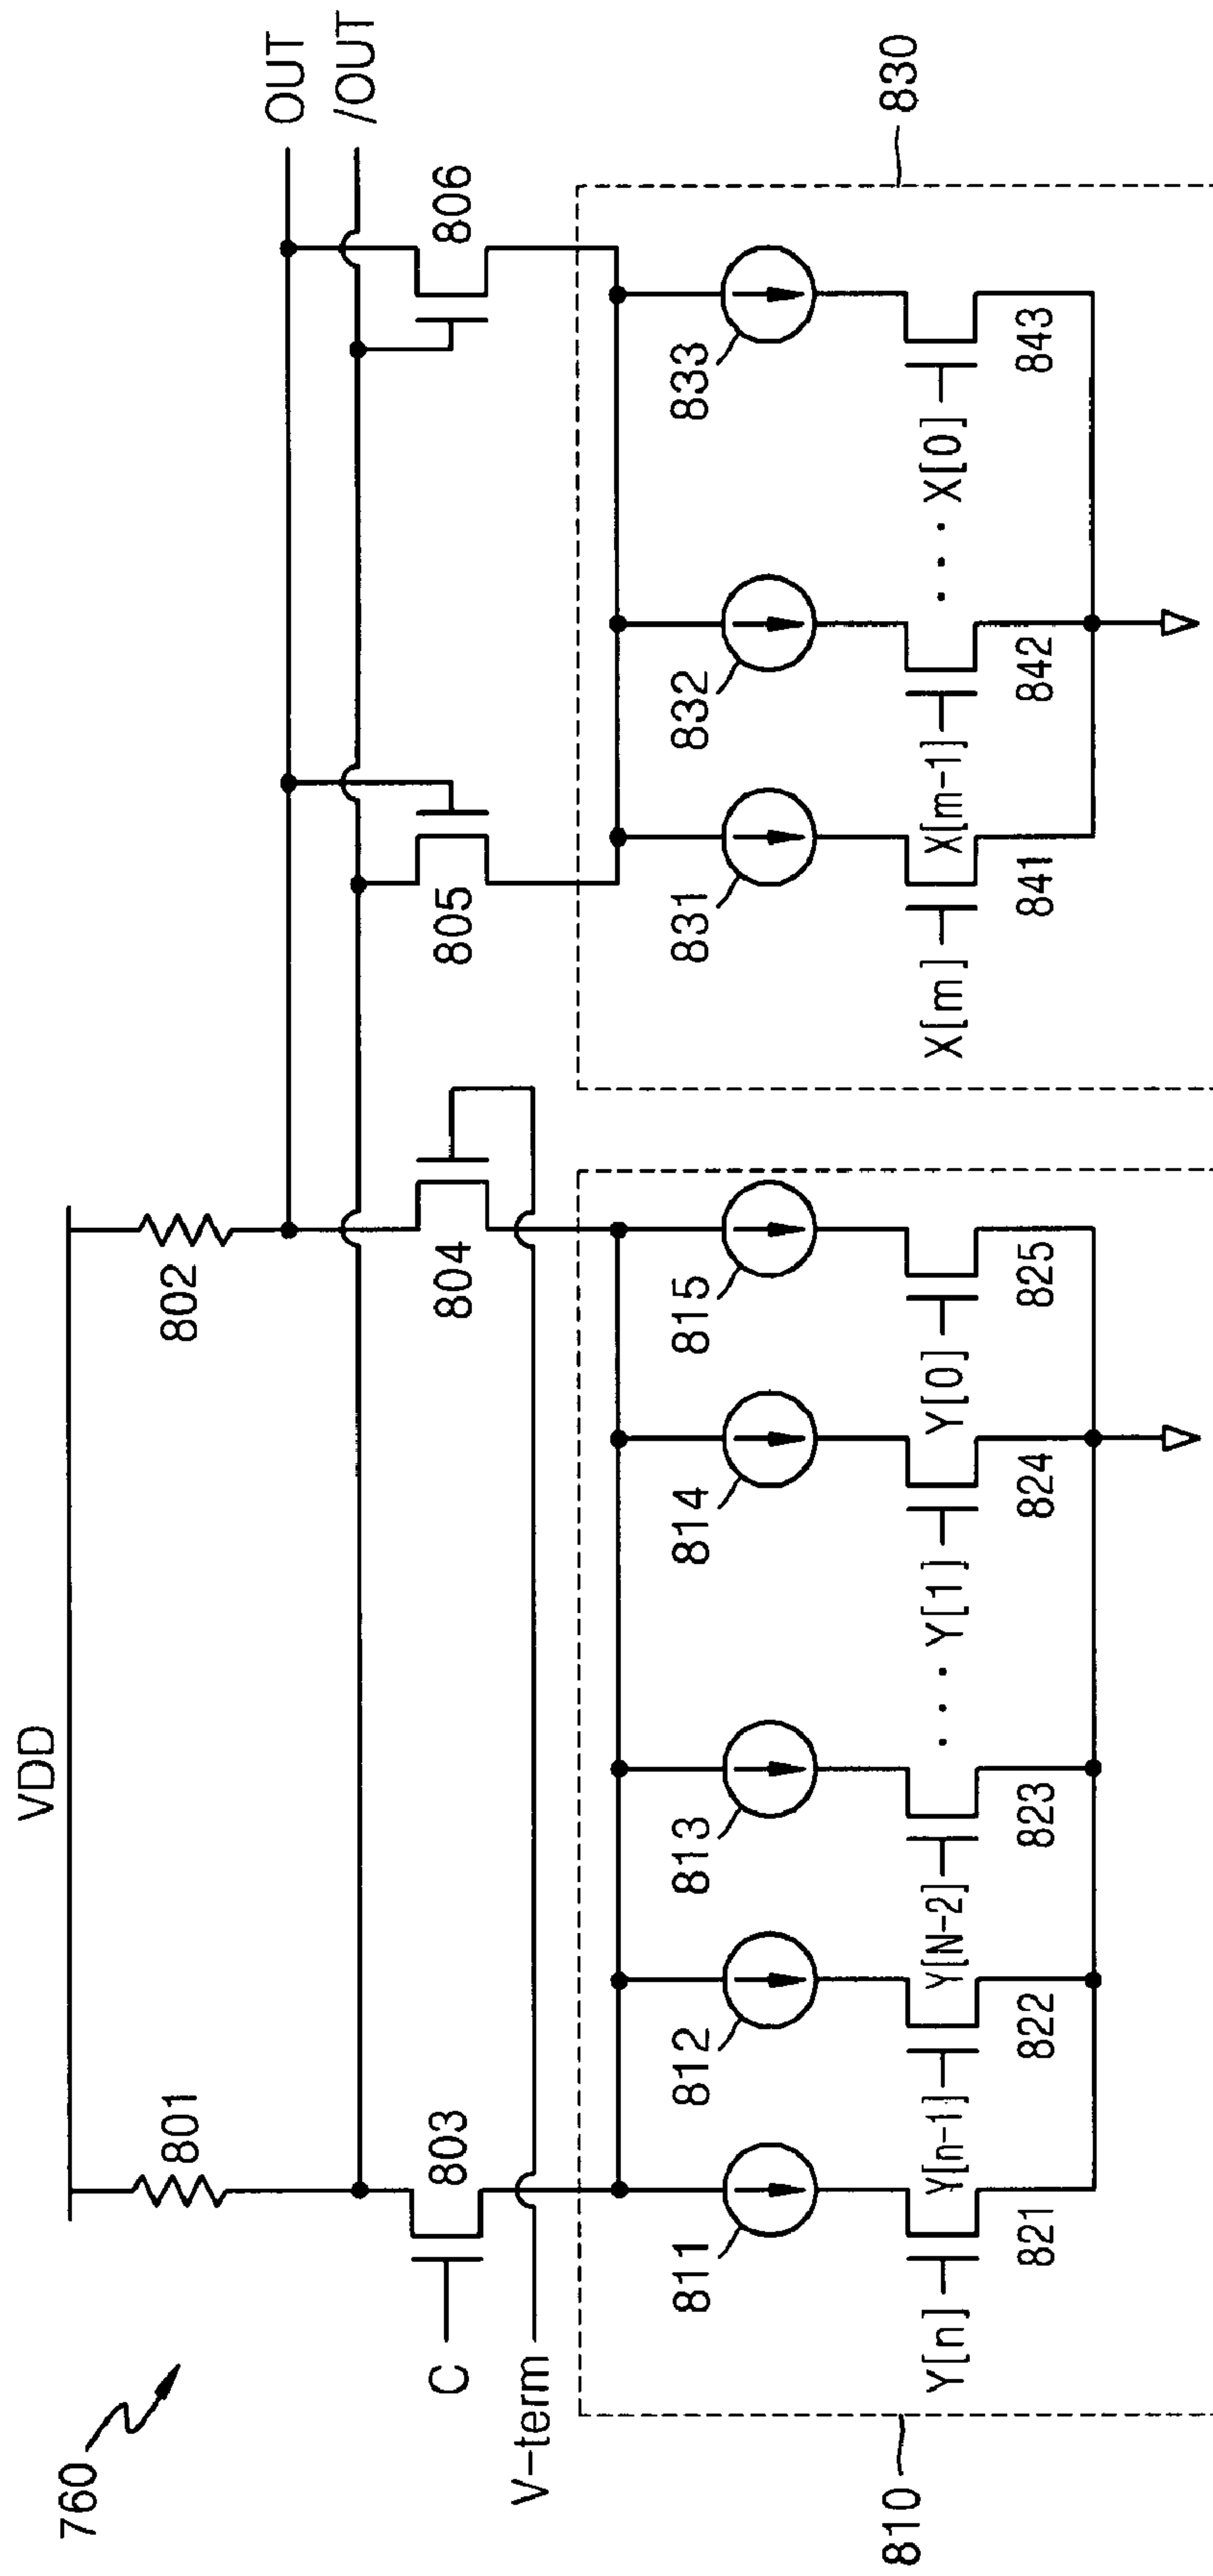 760
VDD
801
802
OUT
/OUT
C
803
804
805
806
V-term
810
811
812
813
814
815
830
831
832
833
Y[n]
Y[n-1]
Y[N-2]
Y[1]
Y[0]
X[m]
X[m-1]
X[0]
821
822
823
824
825
841
842
843